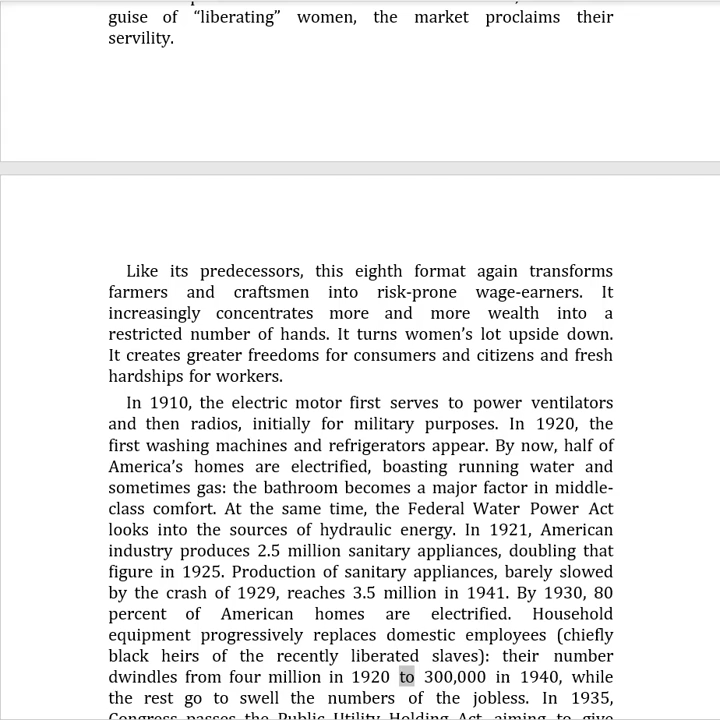 guise of “liberating” women, the market proclaims their
servility.
Like its predecessors, this eighth format again transforms
farmers and craftsmen into risk-prone wage-earners. It
increasingly concentrates more and more wealth into a
restricted number of hands. It turns women’s lot upside down.
It creates greater freedoms for consumers and citizens and fresh
hardships for workers.
In 1910, the electric motor first serves to power ventilators
and then radios, initially for military purposes. In 1920, the
first washing machines and refrigerators appear. By now, half of
America’s homes are electrified, boasting running water and
sometimes gas: the bathroom becomes a major factor in middle-
class comfort. At the same time, the Federal Water Power Act
looks into the sources of hydraulic energy. In 1921, American
industry produces 2.5 million sanitary appliances, doubling that
figure in 1925. Production of sanitary appliances, barely slowed
by the crash of 1929, reaches 3.5 million in 1941. By 1930, 80
percent of American homes are electrified. Household
equipment progressively replaces domestic employees (chiefly
black heirs of the recently liberated slaves): their number
dwindles from four million in 1920 to 300,000 in 1940, while
the rest go to swell the numbers of the jobless. In 1935,
Congress passes the Public Utility Holding Act, aiming to give